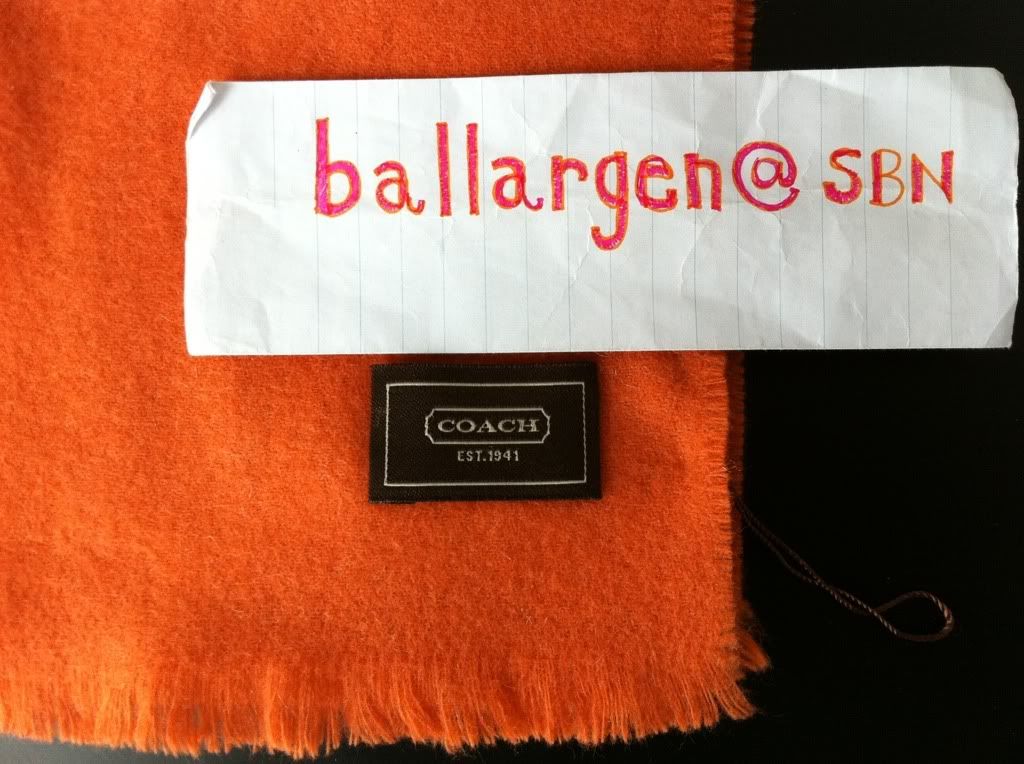 ballargen@ SBN
COACH
EST.1941